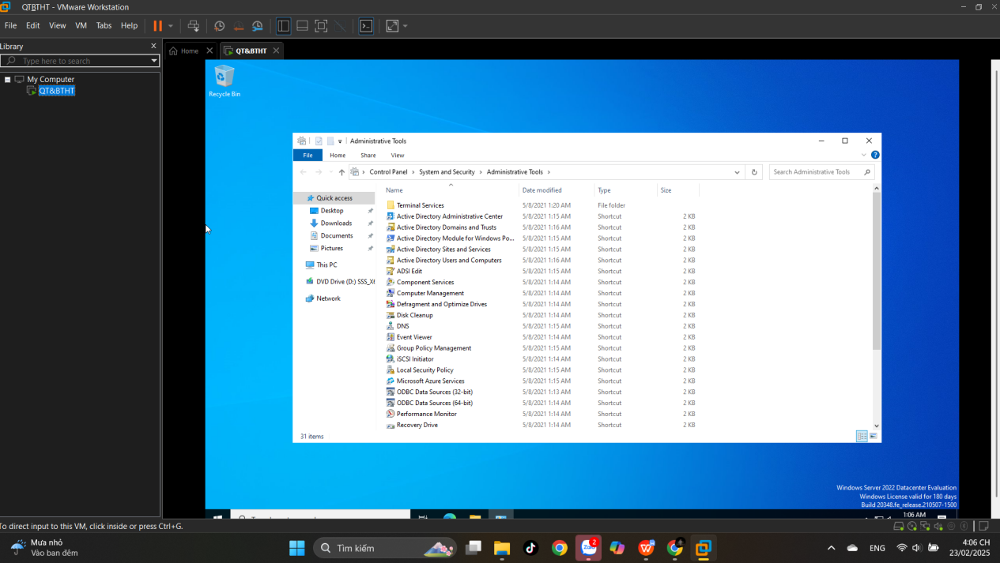 QT&BTHT - VMware Workstation
File Edit View VM Tabs Help
Library
Type here to search
My Computer
QT&BTHT
Home
QT&BTHT
Recycle Bin
Administrative Tools
File Home Share View
Control Panel › System and Security › Administrative Tools ›
Search Administrative Tools
Quick access
Desktop
Downloads
Documents
Pictures
This PC
DVD Drive (D:) SSS_X6
Network
Name Date modified Type Size
Terminal Services 5/8/2021 1:20 AM File folder
Active Directory Administrative Center 5/8/2021 1:15 AM Shortcut 2 KB
Active Directory Domains and Trusts 5/8/2021 1:16 AM Shortcut 2 KB
Active Directory Module for Windows Po... 5/8/2021 1:15 AM Shortcut 2 KB
Active Directory Sites and Services 5/8/2021 1:15 AM Shortcut 2 KB
Active Directory Users and Computers 5/8/2021 1:16 AM Shortcut 2 KB
ADSI Edit 5/8/2021 1:15 AM Shortcut 2 KB
Component Services 5/8/2021 1:14 AM Shortcut 2 KB
Computer Management 5/8/2021 1:14 AM Shortcut 2 KB
Defragment and Optimize Drives 5/8/2021 1:14 AM Shortcut 2 KB
Disk Cleanup 5/8/2021 1:14 AM Shortcut 2 KB
DNS 5/8/2021 1:15 AM Shortcut 2 KB
Event Viewer 5/8/2021 1:14 AM Shortcut 2 KB
Group Policy Management 5/8/2021 1:15 AM Shortcut 2 KB
iSCSI Initiator 5/8/2021 1:14 AM Shortcut 2 KB
Local Security Policy 5/8/2021 1:15 AM Shortcut 2 KB
Microsoft Azure Services 5/8/2021 1:15 AM Shortcut 2 KB
ODBC Data Sources (32-bit) 5/8/2021 1:13 AM Shortcut 2 KB
ODBC Data Sources (64-bit) 5/8/2021 1:14 AM Shortcut 2 KB
Performance Monitor 5/8/2021 1:14 AM Shortcut 2 KB
Recovery Drive 5/8/2021 1:14 AM Shortcut 2 KB
31 items
Windows Server 2022 Datacenter Evaluation
Windows License valid for 180 days
Build 20348.fe_release.210507-1500
1:06 AM
To direct input to this VM, click inside or press Ctrl+G.
Mưa nhỏ
Vào ban đêm
Tìm kiếm
Zalo
2
ENG
4:06 CH
23/02/2025